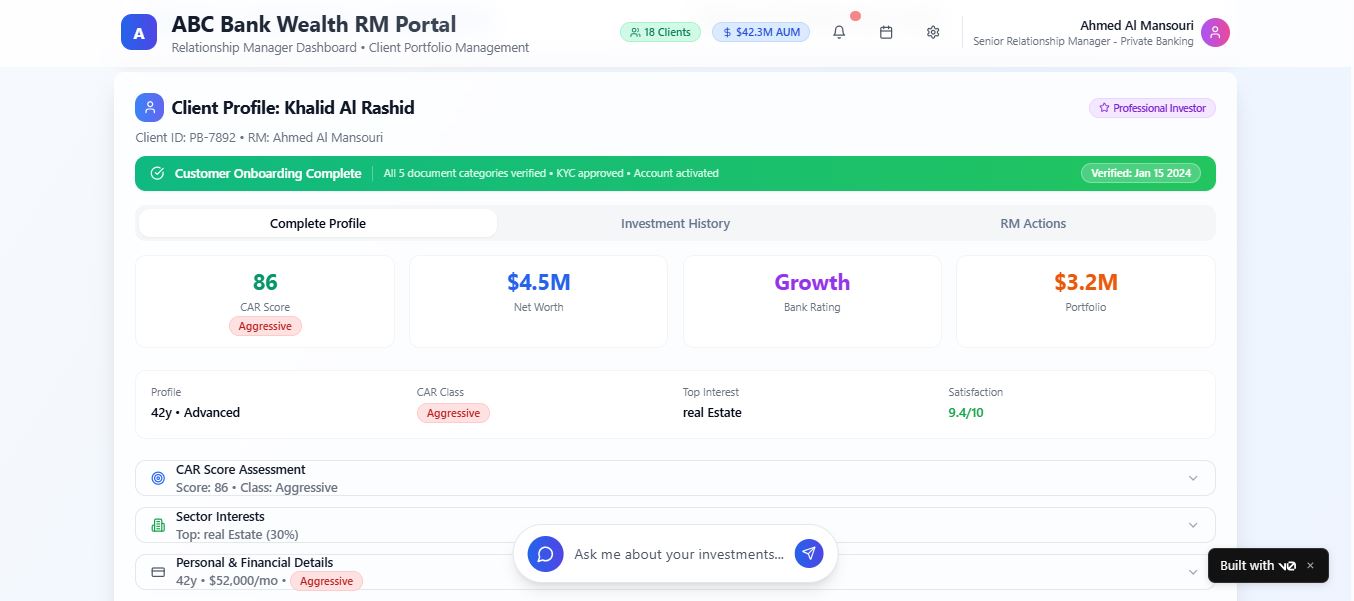 A
ABC Bank Wealth RM Portal
Relationship Manager Dashboard • Client Portfolio Management
18 Clients
$ $42.3M AUM
Ahmed Al Mansouri
Senior Relationship Manager - Private Banking
Client Profile: Khalid Al Rashid
Professional Investor
Client ID: PB-7892 • RM: Ahmed Al Mansouri
Customer Onboarding Complete
All 5 document categories verified • KYC approved • Account activated
Verified: Jan 15 2024
Complete Profile
Investment History
RM Actions
86
CAR Score
Aggressive
$4.5M
Net Worth
Growth
Bank Rating
$3.2M
Portfolio
Profile
42y • Advanced
CAR Class
Aggressive
Top Interest
real Estate
Satisfaction
9.4/10
CAR Score Assessment
Score: 86 • Class: Aggressive
Sector Interests
Top: real Estate (30%)
Personal & Financial Details
42y • $52,000/mo • Aggressive
Ask me about your investments...
Built with v0 ×